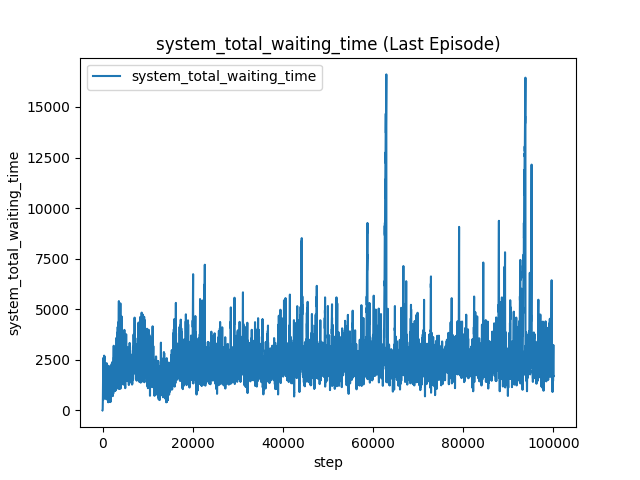 system_total_waiting_time (Last Episode)
system_total_waiting_time
system_total_waiting_time
15000
12500
10000
7500
5000
2500
0
0 20000 40000 60000 80000 100000
step